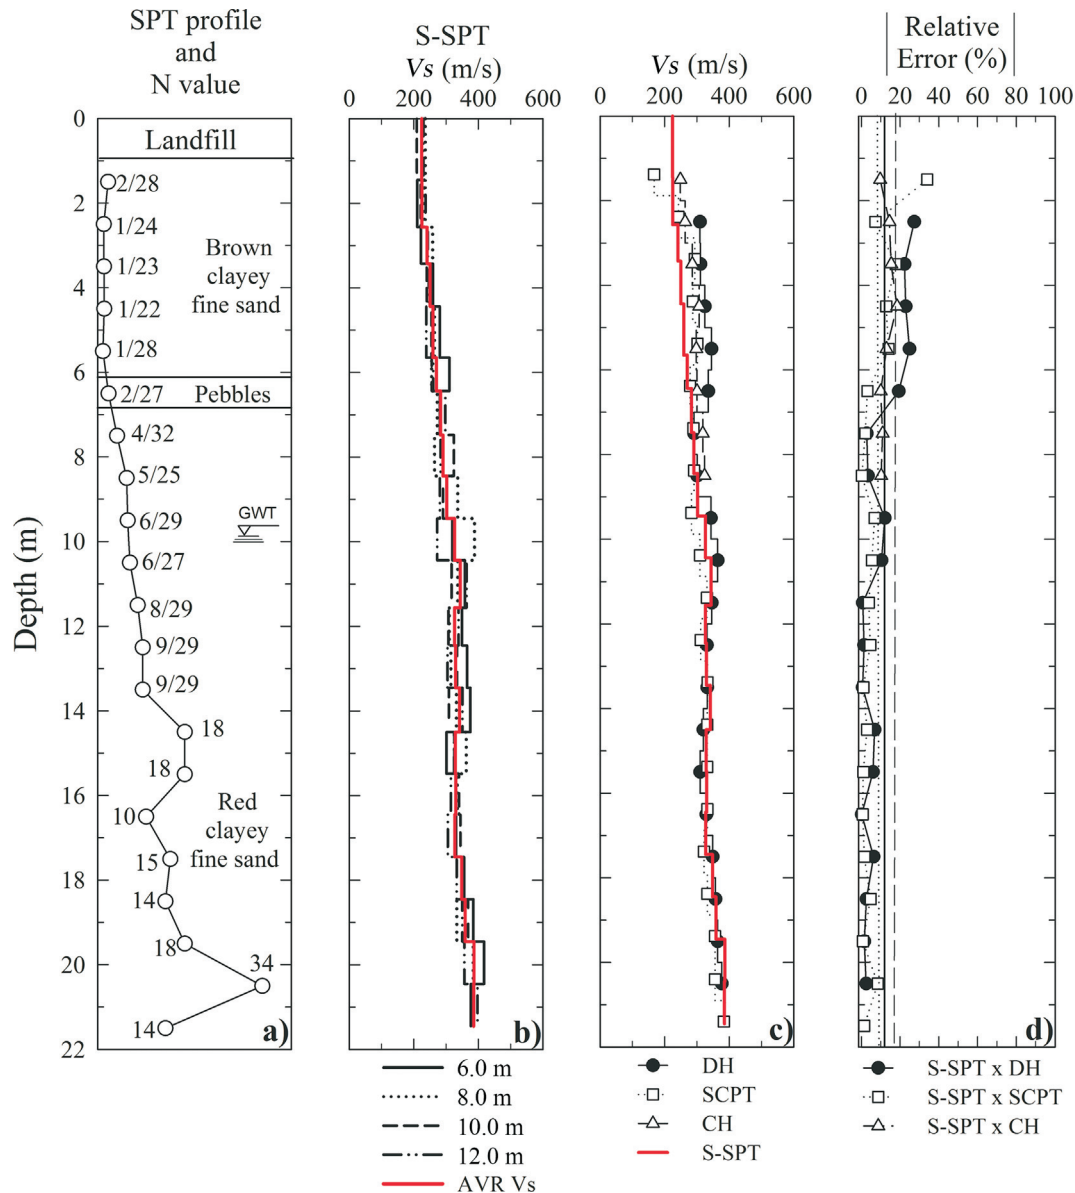 SPT profile
and
N value
S-SPT
Vs (m/s)
0 200 400 600
Vs (m/s)
0 200 400 600
Relative
Error (%)
0 20 40 60 80 100
Depth (m)
0
2
4
6
8
10
12
14
16
18
20
22
Landfill
2/28
1/24
1/23
1/22
1/28
Brown
clayey
fine sand
2/27
Pebbles
4/32
5/25
6/29
GWT
6/27
8/29
9/29
9/29
18
18
10
15
14
18
34
14
Red
clayey
fine sand
a)
b)
c)
d)
6.0 m
8.0 m
10.0 m
12.0 m
AVR Vs
DH
SCPT
CH
S-SPT
S-SPT x DH
S-SPT x SCPT
S-SPT x CH